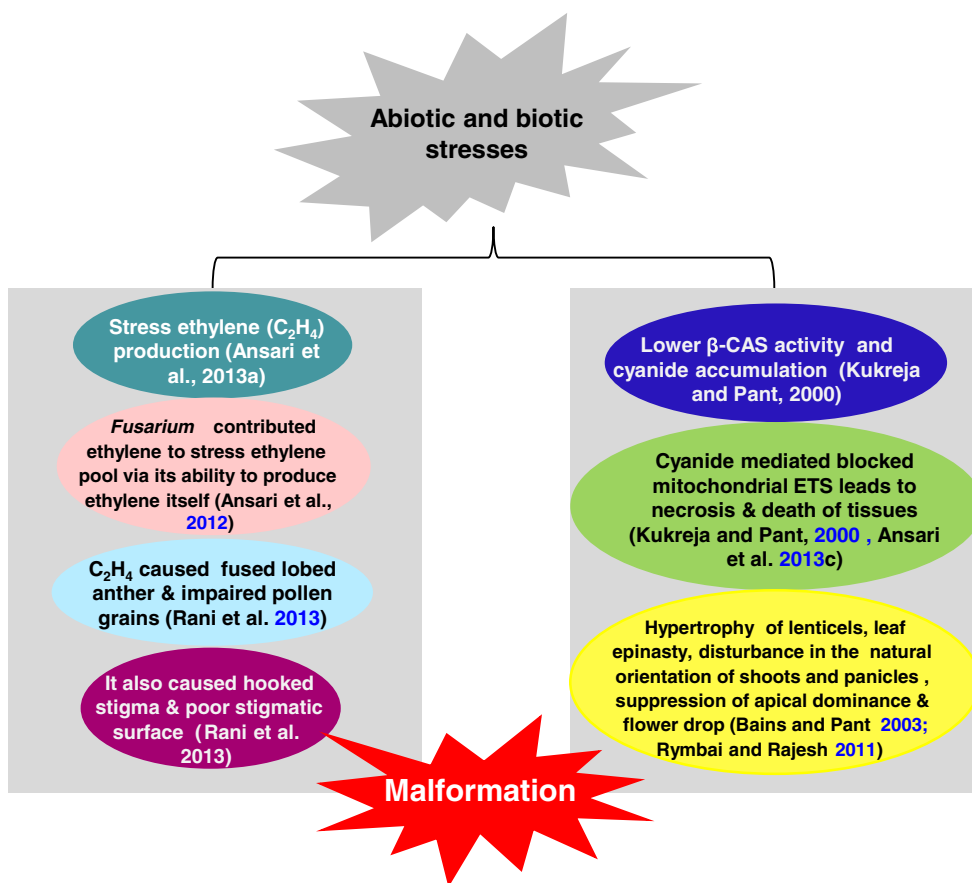 Abiotic and biotic
stresses
Stress ethylene (C₂H₄)
production (Ansari et
al., 2013a)
Fusarium contributed
ethylene to stress ethylene
pool via its ability to produce
ethylene itself (Ansari et al.,
2012)
C₂H₄ caused fused lobed
anther & impaired pollen
grains (Rani et al. 2013)
It also caused hooked
stigma & poor stigmatic
surface (Rani et al.
2013)
Lower β-CAS activity and
cyanide accumulation (Kukreja
and Pant, 2000)
Cyanide mediated blocked
mitochondrial ETS leads to
necrosis & death of tissues
(Kukreja and Pant, 2000 , Ansari
et al. 2013c)
Hypertrophy of lenticels, leaf
epinasty, disturbance in the natural
orientation of shoots and panicles ,
suppression of apical dominance &
flower drop (Bains and Pant 2003;
Rymbai and Rajesh 2011)
Malformation